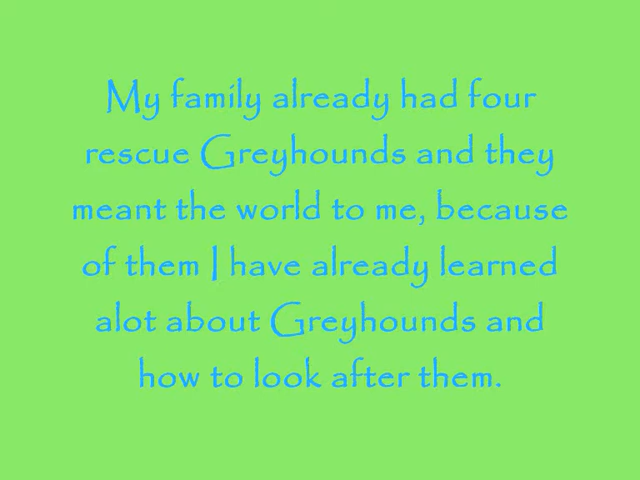 My family already had four
rescue Greyhounds and they
meant the world to me, because
of them I have already learned
alot about Greyhounds and
how to look after them.